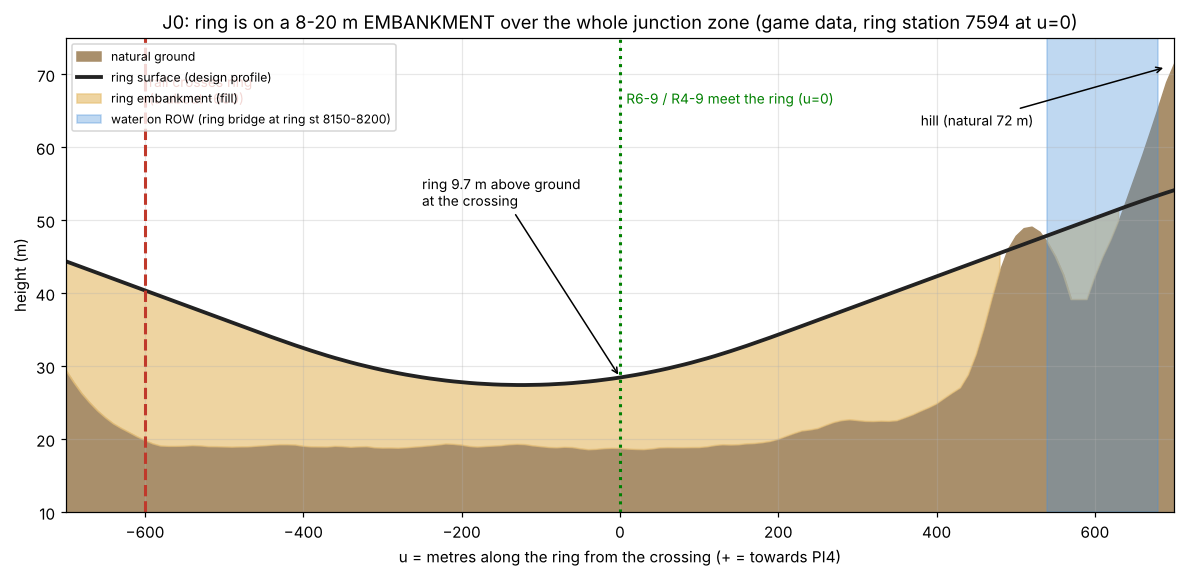 J0: ring is on a 8-20 m EMBANKMENT over the whole junction zone (game data, ring station 7594 at u=0)
natural ground
ring surface (design profile)
ring embankment (fill)
water on ROW (ring bridge at ring st 8150-8200)
R6-9 / R4-9 meet the ring (u=0)
hill (natural 72 m)
ring 9.7 m above ground
at the crossing
height (m)
70
60
50
40
30
20
10
−600
−400
−200
0
200
400
600
u = metres along the ring from the crossing (+ = towards PI4)